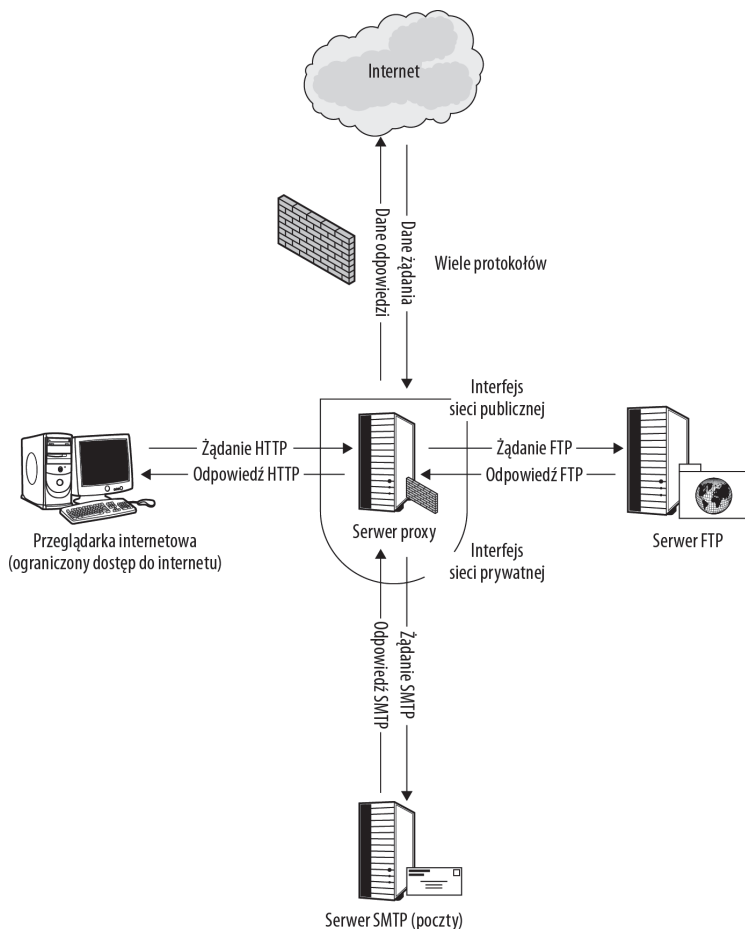 Internet
Dane odpowiedzi
Dane żądania
Wiele protokołów
Interfejs
sieci publicznej
Żądanie HTTP
Odpowiedź HTTP
Żądanie FTP
Odpowiedź FTP
Przeglądarka internetowa
(ograniczony dostęp do internetu)
Serwer proxy
Serwer FTP
Interfejs
sieci prywatnej
Odpowiedź SMTP
Żądanie SMTP
Serwer SMTP (poczty)